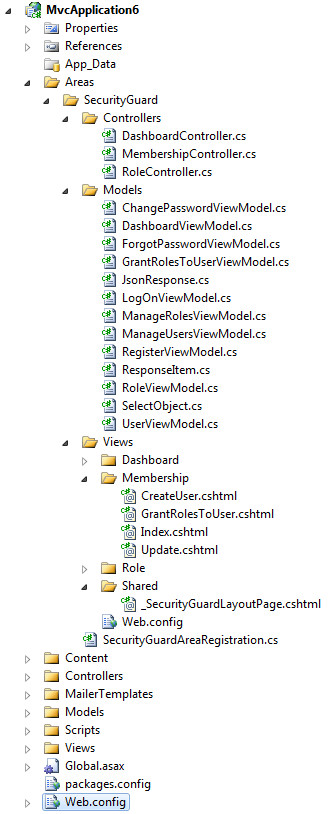 MvcApplication6
Properties
References
App_Data
Areas
SecurityGuard
Controllers
DashboardController.cs
MembershipController.cs
RoleController.cs
Models
ChangePasswordViewModel.cs
DashboardViewModel.cs
ForgotPasswordViewModel.cs
GrantRolesToUserViewModel.cs
JsonResponse.cs
LogOnViewModel.cs
ManageRolesViewModel.cs
ManageUsersViewModel.cs
RegisterViewModel.cs
ResponseItem.cs
RoleViewModel.cs
SelectObject.cs
UserViewModel.cs
Views
Dashboard
Membership
CreateUser.cshtml
GrantRolesToUser.cshtml
Index.cshtml
Update.cshtml
Role
Shared
_SecurityGuardLayoutPage.cshtml
Web.config
SecurityGuardAreaRegistration.cs
Content
Controllers
MailerTemplates
Models
Scripts
Views
Global.asax
packages.config
Web.config